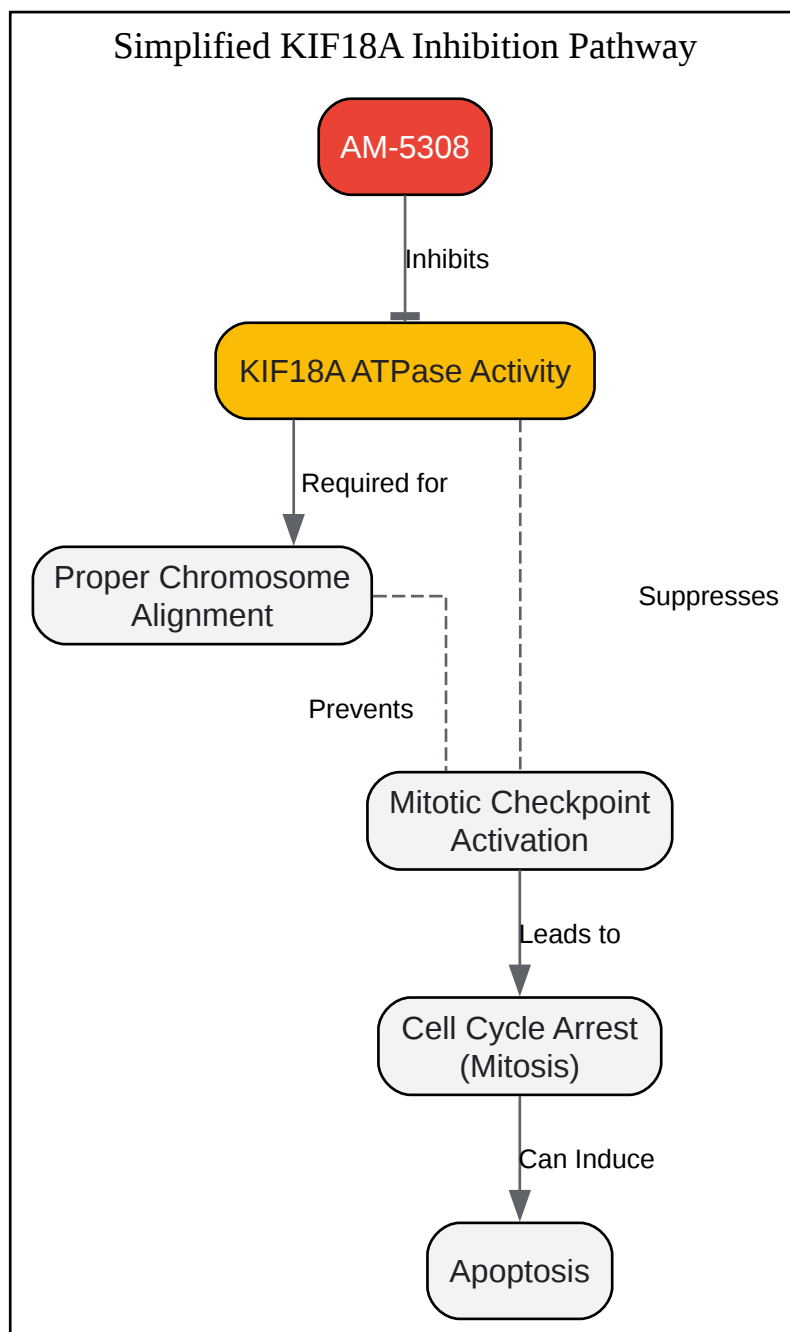 Simplified KIF18A Inhibition Pathway
AM-5308
Inhibits
KIF18A ATPase Activity
Required for
Proper Chromosome
Alignment
Suppresses
Prevents
Mitotic Checkpoint
Activation
Leads to
Cell Cycle Arrest
(Mitosis)
Can Induce
Apoptosis